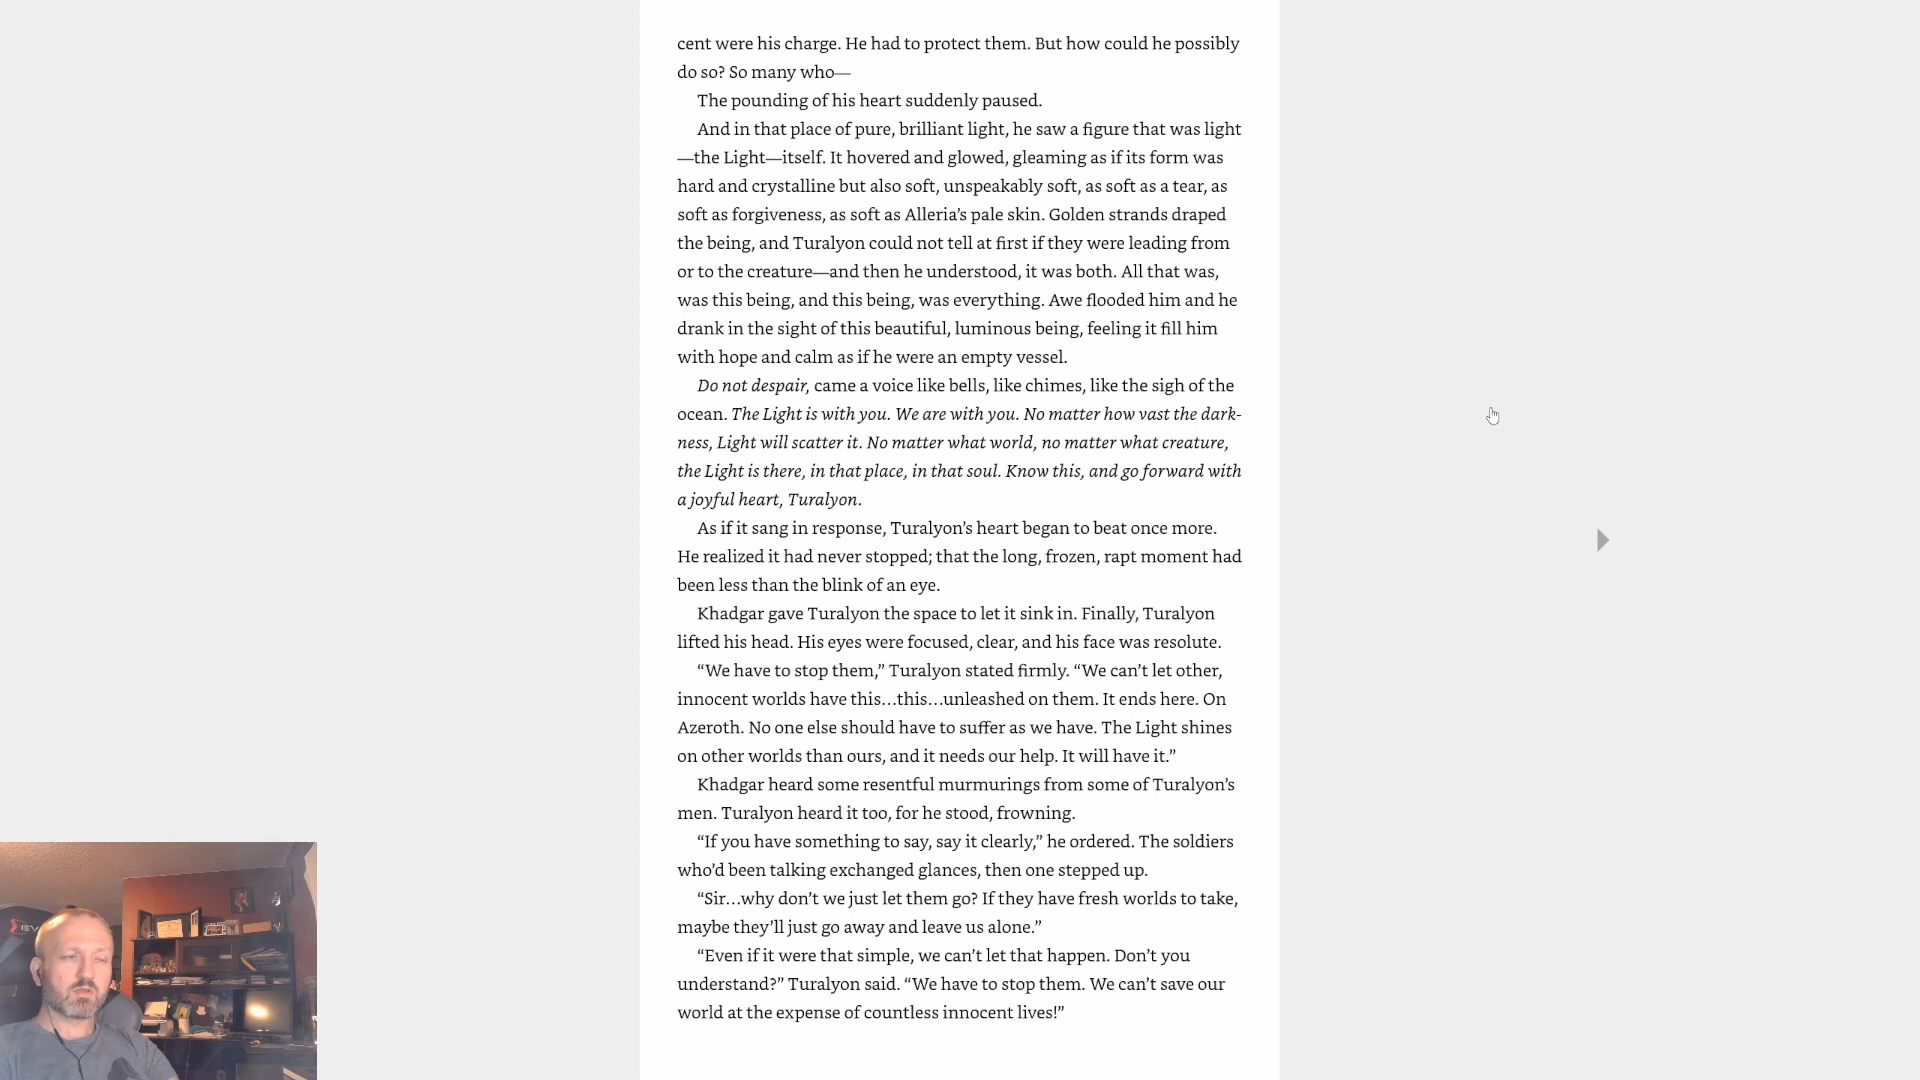 cent were his charge. He had to protect them. But how could he possibly
do so? So many who—
The pounding of his heart suddenly paused.
And in that place of pure, brilliant light, he saw a figure that was light
—the Light—itself. It hovered and glowed, gleaming as if its form was
hard and crystalline but also soft, unspeakably soft, as soft as a tear, as
soft as forgiveness, as soft as Alleria’s pale skin. Golden strands draped
the being, and Turalyon could not tell at first if they were leading from
or to the creature—and then he understood, it was both. All that was,
was this being, and this being, was everything. Awe flooded him and he
drank in the sight of this beautiful, luminous being, feeling it fill him
with hope and calm as if he were an empty vessel.
Do not despair, came a voice like bells, like chimes, like the sigh of the
ocean. The Light is with you. We are with you. No matter how vast the dark-
ness, Light will scatter it. No matter what world, no matter what creature,
the Light is there, in that place, in that soul. Know this, and go forward with
a joyful heart, Turalyon.
As if it sang in response, Turalyon’s heart began to beat once more.
He realized it had never stopped; that the long, frozen, rapt moment had
been less than the blink of an eye.
Khadgar gave Turalyon the space to let it sink in. Finally, Turalyon
lifted his head. His eyes were focused, clear, and his face was resolute.
“We have to stop them,” Turalyon stated firmly. “We can’t let other,
innocent worlds have this…this…unleashed on them. It ends here. On
Azeroth. No one else should have to suffer as we have. The Light shines
on other worlds than ours, and it needs our help. It will have it.”
Khadgar heard some resentful murmurings from some of Turalyon’s
men. Turalyon heard it too, for he stood, frowning.
“If you have something to say, say it clearly,” he ordered. The soldiers
who’d been talking exchanged glances, then one stepped up.
“Sir…why don’t we just let them go? If they have fresh worlds to take,
maybe they’ll just go away and leave us alone.”
“Even if it were that simple, we can’t let that happen. Don’t you
understand?” Turalyon said. “We have to stop them. We can’t save our
world at the expense of countless innocent lives!”